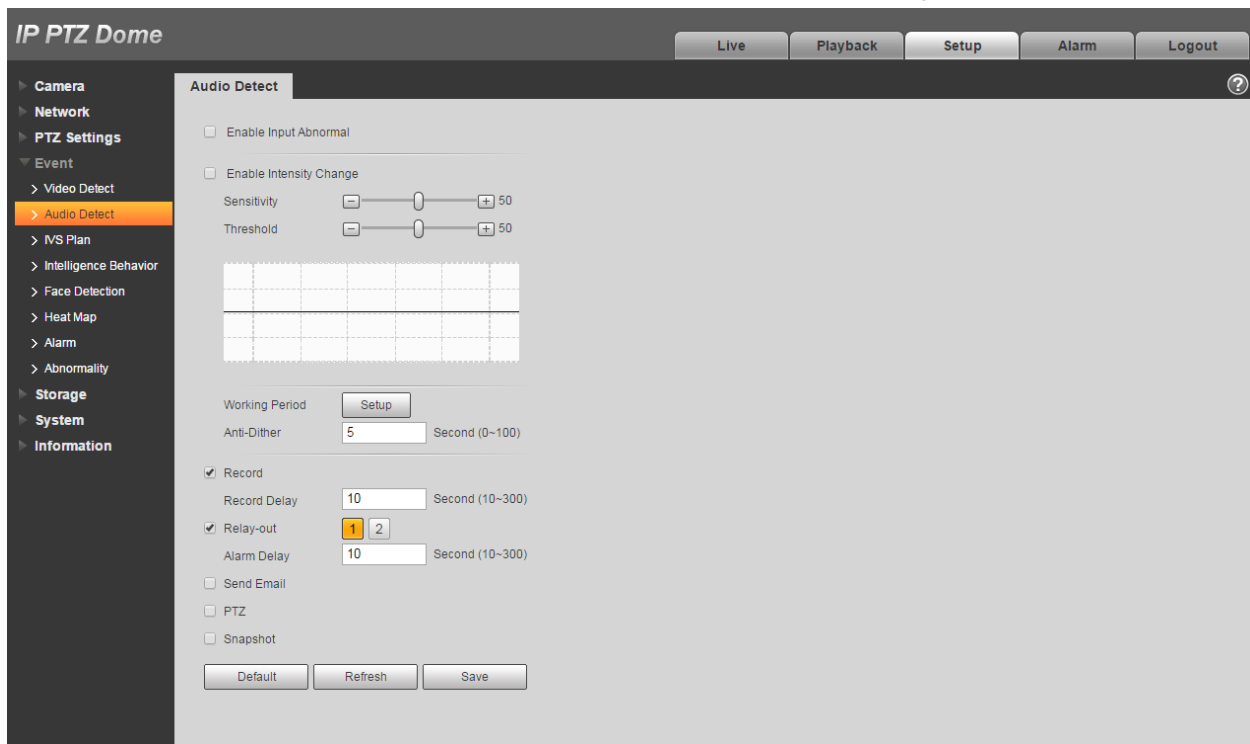 IP PTZ Dome
Live
Playback
Setup
Alarm
Logout
Camera
Network
PTZ Settings
Event
Video Detect
Audio Detect
IVS Plan
Intelligence Behavior
Face Detection
Heat Map
Alarm
Abnormality
Storage
System
Information
Audio Detect
?
Enable Input Abnormal
Enable Intensity Change
Sensitivity - + 50
Threshold - + 50
Working Period Setup
Anti-Dither 5 Second (0~100)
Record
Record Delay 10 Second (10~300)
Relay-out 1 2
Alarm Delay 10 Second (10~300)
Send Email
PTZ
Snapshot
Default Refresh Save